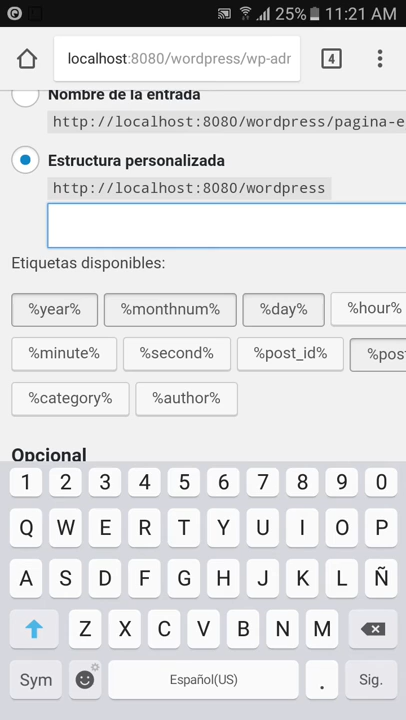 25% 11:21 AM
localhost:8080/wordpress/wp-adr
4
Nombre de la entrada
http://localhost:8080/wordpress/pagina-e
Estructura personalizada
http://localhost:8080/wordpress
Etiquetas disponibles:
%year% %monthnum% %day% %hour%
%minute% %second% %post_id% %pos
%category% %author%
Opcional
1 2 3 4 5 6 7 8 9 0
Q W E R T Y U I O P
A S D F G H J K L Ñ
Z X C V B N M
Sym Español(US) . Sig.